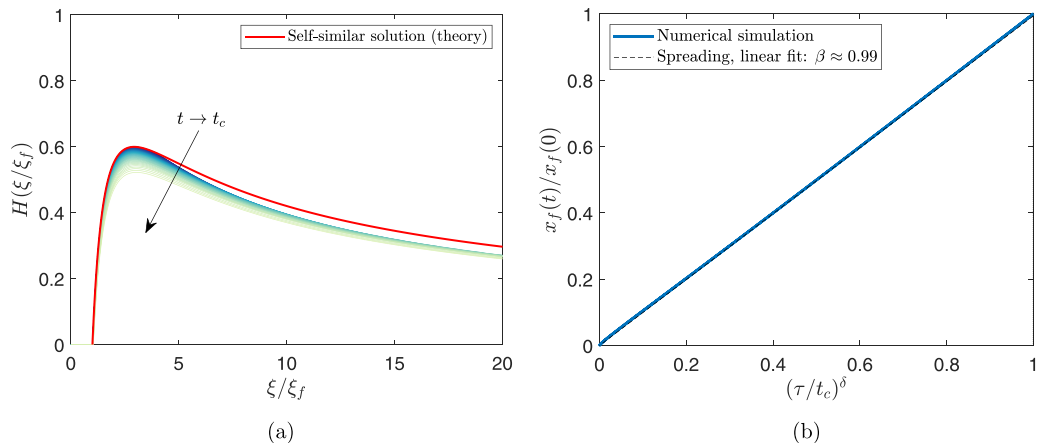 1
0.8
0.6
0.4
0.2
0
H(ξ/ξ_f)
Self-similar solution (theory)
t → t_c
0 5 10 15 20
ξ/ξ_f
(a)
1
0.8
0.6
0.4
0.2
0
x_f(t)/x_f(0)
Numerical simulation
Spreading, linear fit: β ≈ 0.99
0 0.2 0.4 0.6 0.8 1
(τ/t_c)^δ
(b)